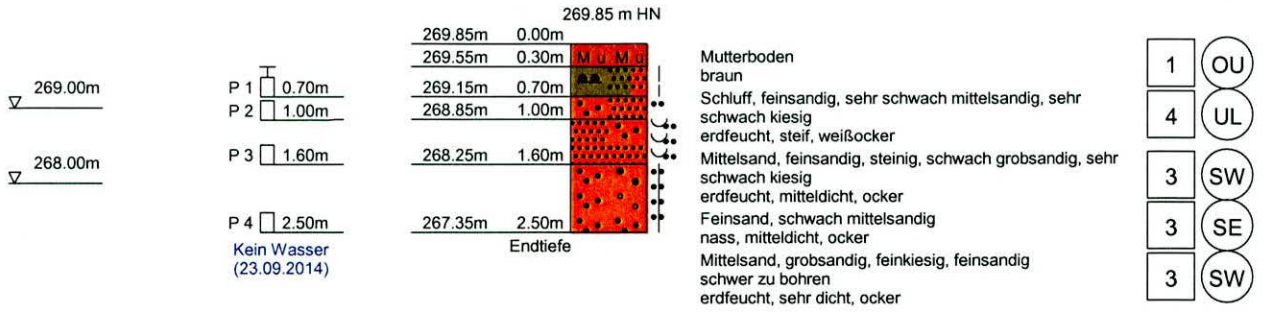 269.85 m HN
269.85m 0.00m
269.55m 0.30m Mu Mu
269.15m 0.70m
268.85m 1.00m
268.25m 1.60m
267.35m 2.50m
Endtiefe
269.00m
268.00m
P 1 0.70m
P 2 1.00m
P 3 1.60m
P 4 2.50m
Kein Wasser
(23.09.2014)
Mutterboden
braun
1 OU
Schluff, feinsandig, sehr schwach mittelsandig, sehr
schwach kiesig
erdfeucht, steif, weißocker
4 UL
Mittelsand, feinsandig, steinig, schwach grobsandig, sehr
schwach kiesig
erdfeucht, mitteldicht, ocker
3 SW
Feinsand, schwach mittelsandig
nass, mitteldicht, ocker
3 SE
Mittelsand, grobsandig, feinkiesig, feinsandig
schwer zu bohren
erdfeucht, sehr dicht, ocker
3 SW